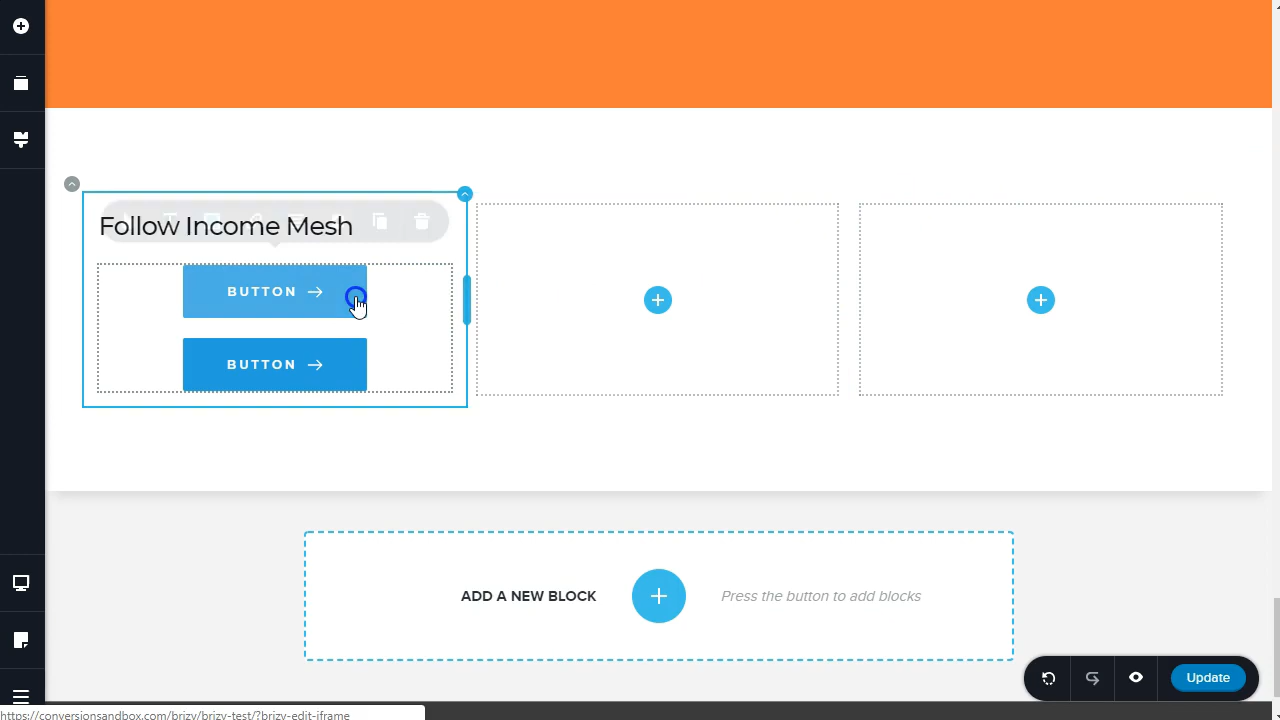 Follow Income Mesh
BUTTON
BUTTON
ADD A NEW BLOCK
Press the button to add blocks
Update
https://conversionsandbox.com/brizy/brizy-test/?brizy-edit-iframe